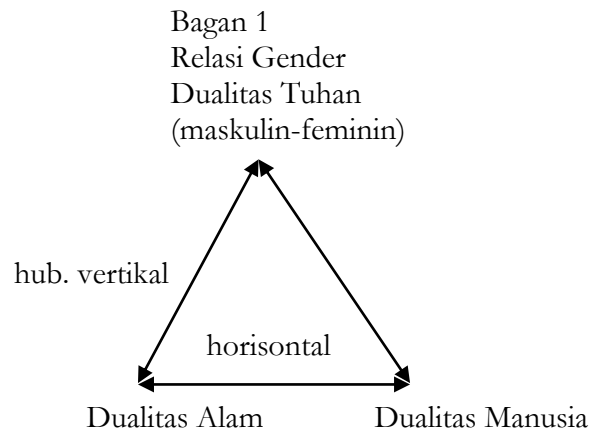 Bagan 1
Relasi Gender
Dualitas Tuhan
(maskulin-feminin)
hub. vertikal
horisontal
Dualitas Alam
Dualitas Manusia